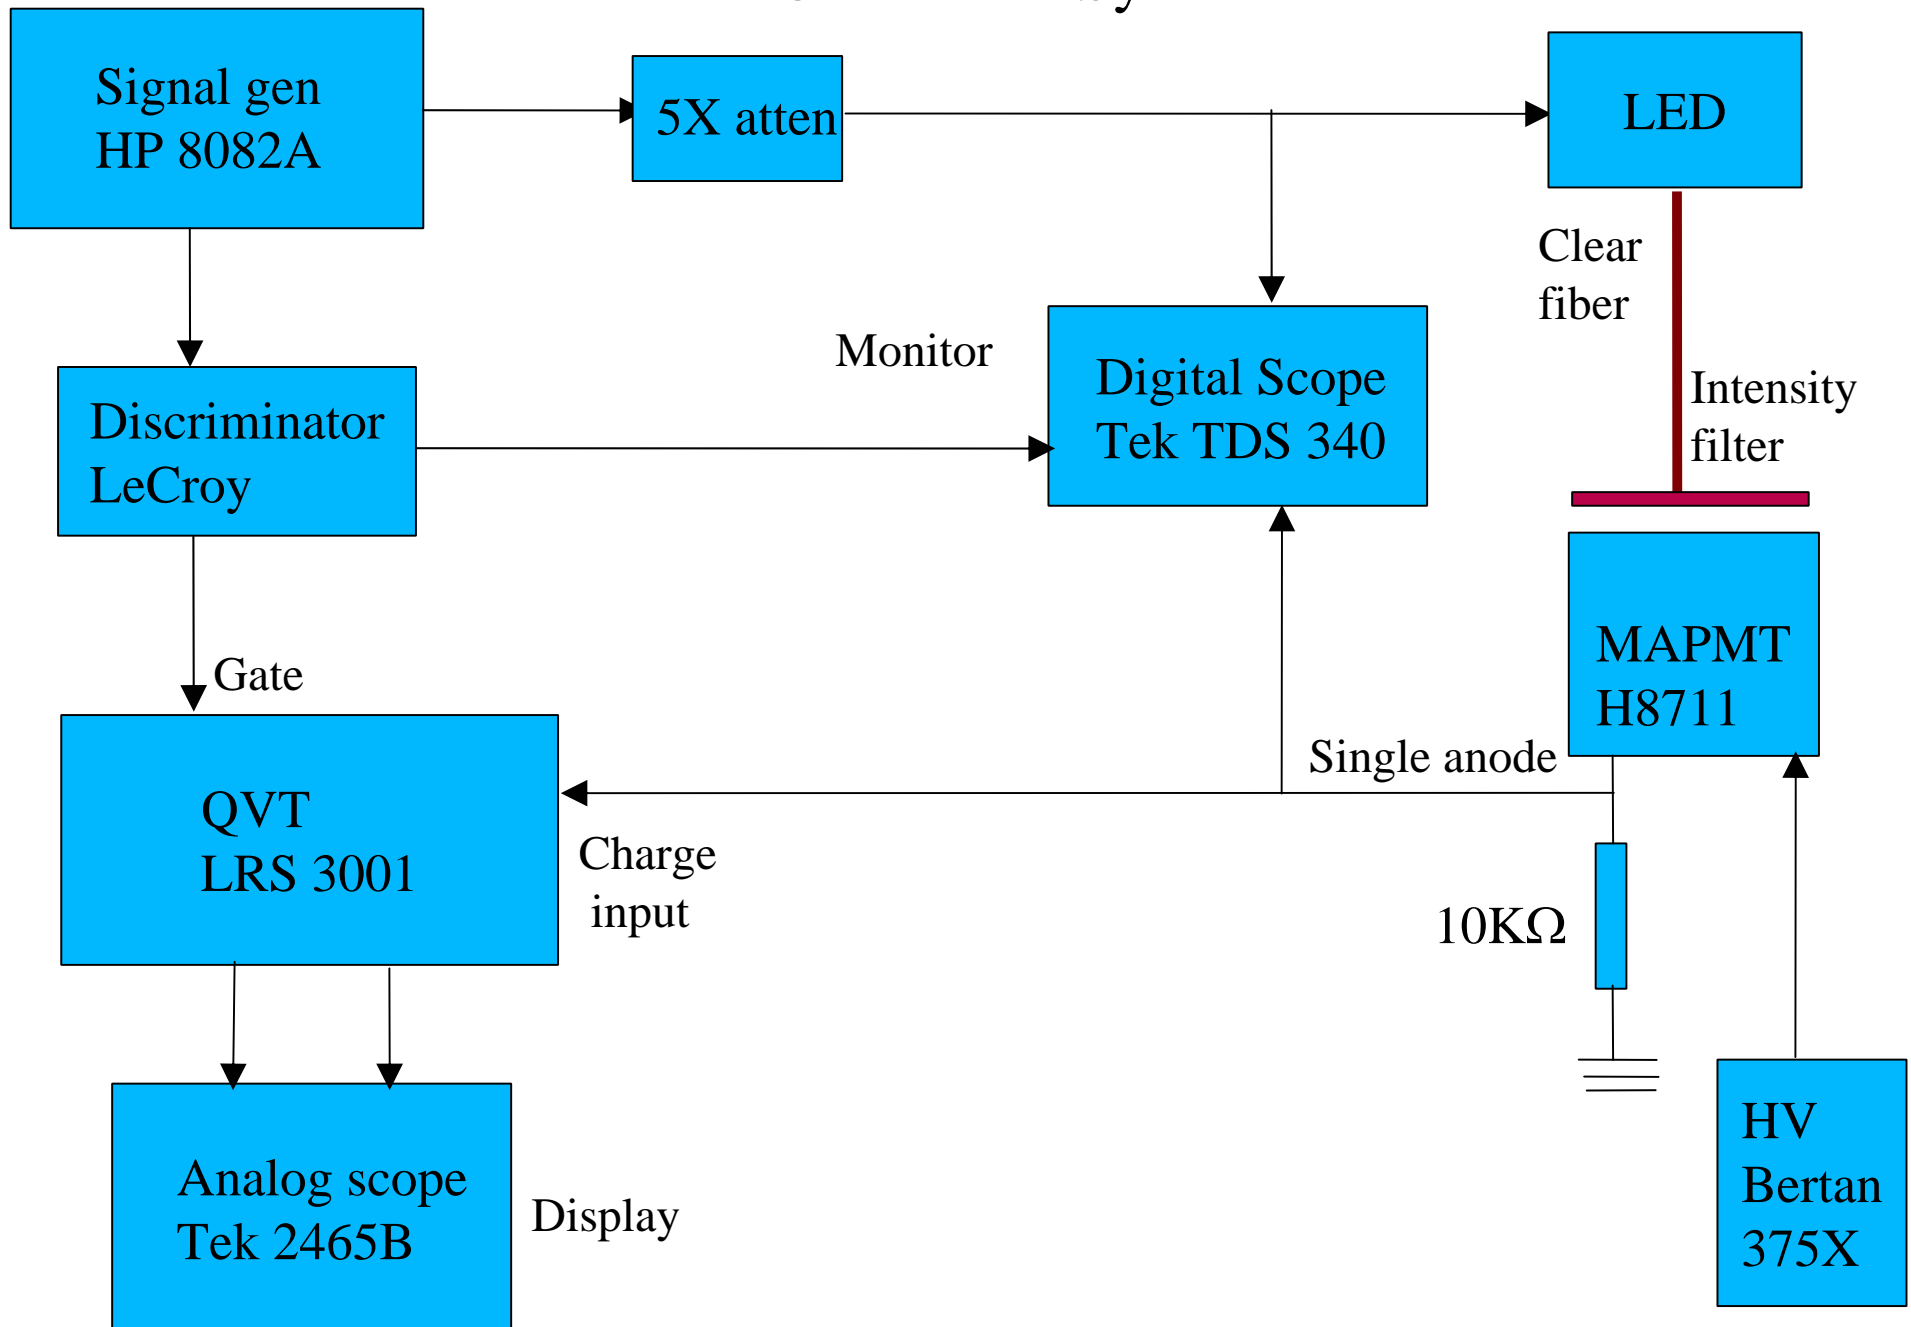 Signal gen
HP 8082A
5X atten
LED
Clear
fiber
Monitor
Digital Scope
Tek TDS 340
Intensity
filter
Discriminator
LeCroy
Gate
MAPMT
H8711
Single anode
QVT
LRS 3001
Charge
input
10KΩ
Analog scope
Tek 2465B
Display
HV
Bertan
375X